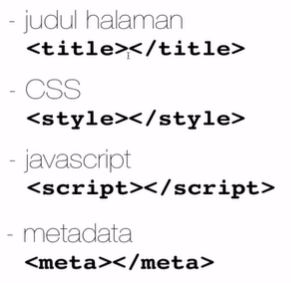 - judul halaman
<title></title>
- CSS
<style></style>
- javascript
<script></script>
- metadata
<meta></meta>